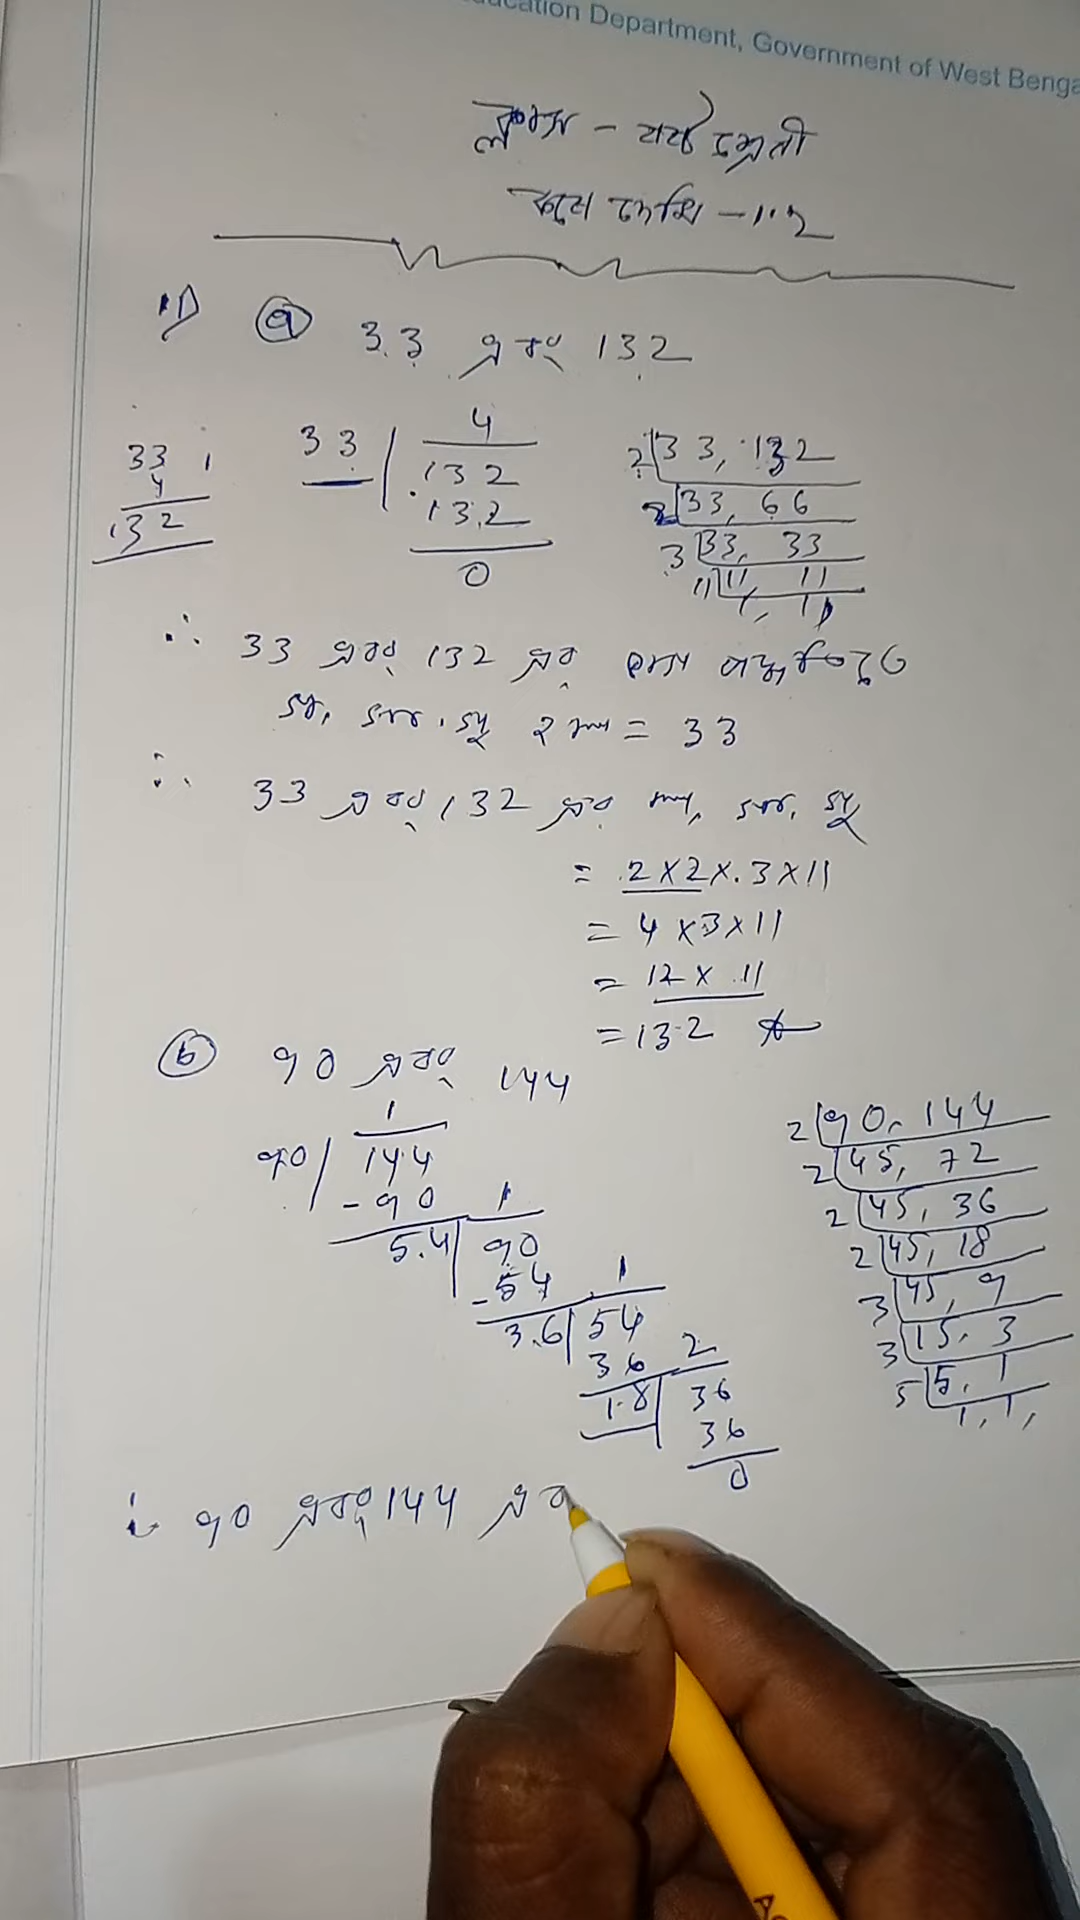 ducation Department, Government of West Benga
ক্লাস - ষষ্ঠ শ্রেণী
কষে দেখি - 1.2
1) (a) 33 এবং 132
33 4
4 33 132
132 132
0
2 33, 132
2 33, 66
3 33, 33
11 11, 11
1, 1
∴ 33 এবং 132 এর
গ. সা. গু = 33
∴ 33 এবং 132 এর ল, সা, গু
= 2 x 2 x 3 x 11
= 4 x 3 x 11
= 12 x 11
= 132
(b) 90 এবং 144
1
90 144
- 90 1
54 90
- 54 1
36 54
36 2
18 36
36
0
2 90, 144
2 45, 72
2 45, 36
2 45, 18
3 45, 9
3 15, 3
5 5, 1
1, 1,
∴ 90 এবং 144 এর